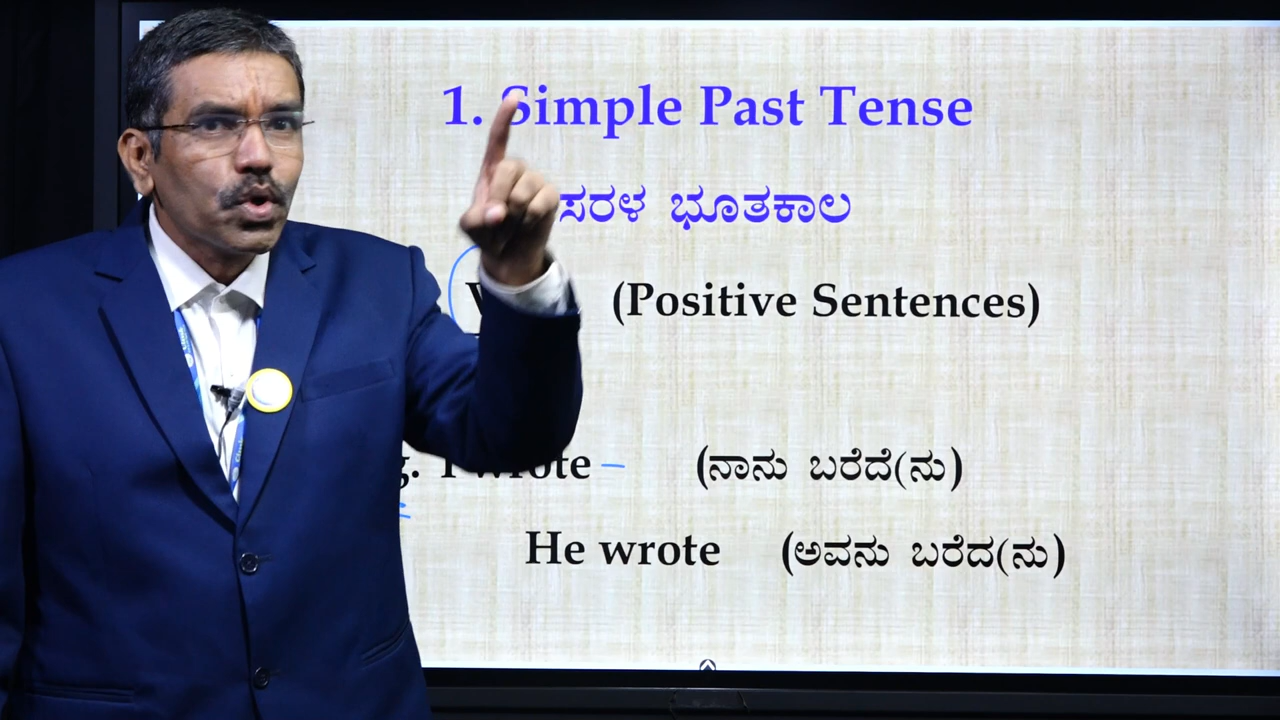 1. Simple Past Tense
ಸರಳ ಭೂತಕಾಲ
(Positive Sentences)
I wrote – (ನಾನು ಬರೆದೆ(ನು)
He wrote (ಅವನು ಬರೆದ(ನು)